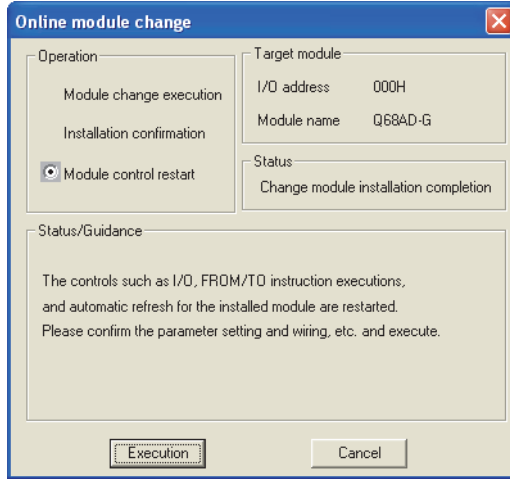 Online module change
Operation
Module change execution
Installation confirmation
Module control restart
Target module
I/O address 000H
Module name Q68AD-G
Status
Change module installation completion
Status/Guidance
The controls such as I/O, FROM/TO instruction executions,
and automatic refresh for the installed module are restarted.
Please confirm the parameter setting and wiring, etc. and execute.
Execution
Cancel